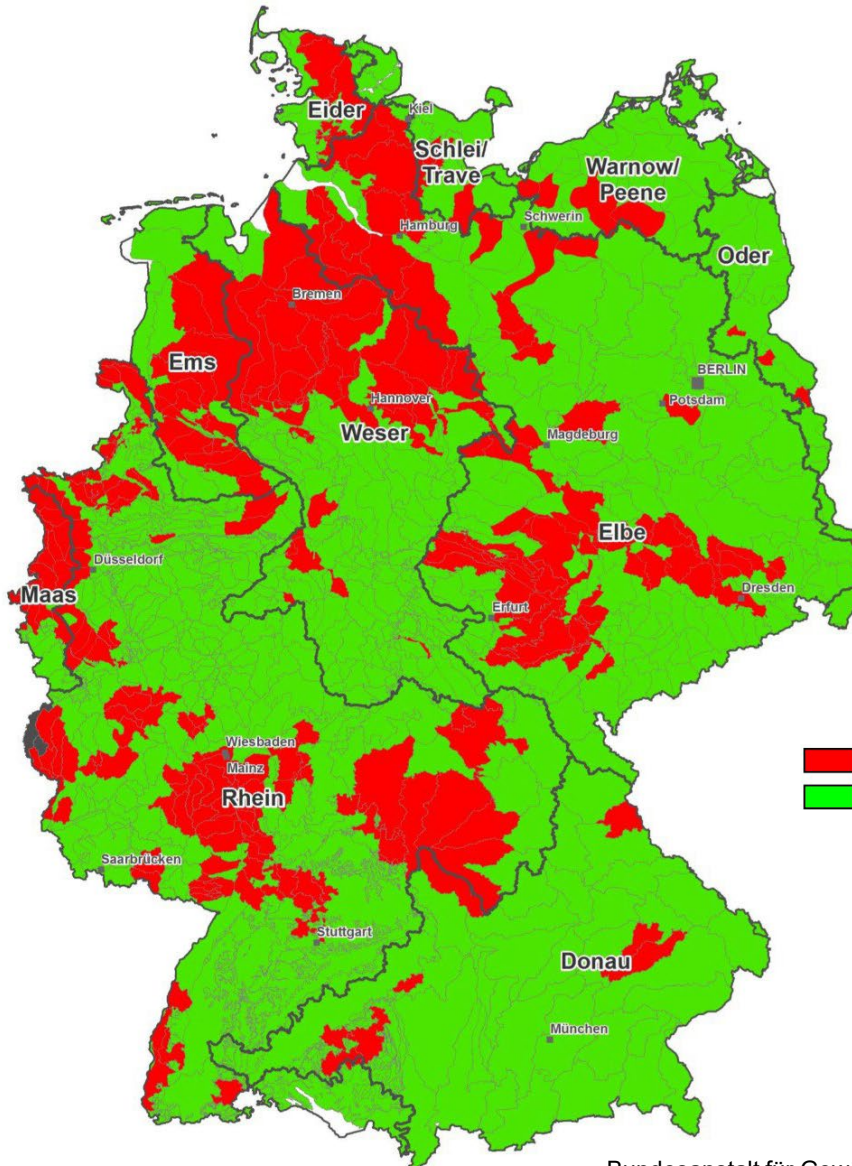 Eider
Kiel
Schlei/
Trave
Warnow/
Peene
Hamburg
Schwerin
Oder
Bremen
Ems
BERLIN
Hannover
Potsdam
Weser
Magdeburg
Elbe
Düsseldorf
Maas
Dresden
Erfurt
Wiesbaden
Mainz
Rhein
Saarbrücken
Stuttgart
Donau
München